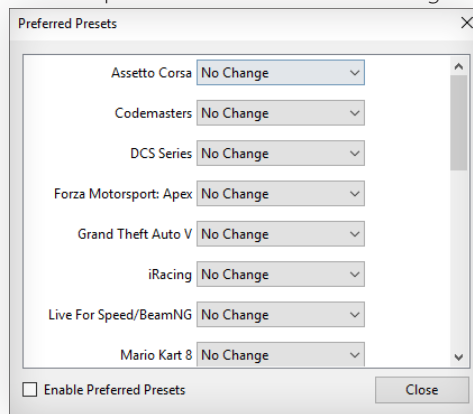 Preferred Presets
Assetto Corsa No Change
Codemasters No Change
DCS Series No Change
Forza Motorsport: Apex No Change
Grand Theft Auto V No Change
iRacing No Change
Live For Speed/BeamNG No Change
Mario Kart 8 No Change
Enable Preferred Presets Close